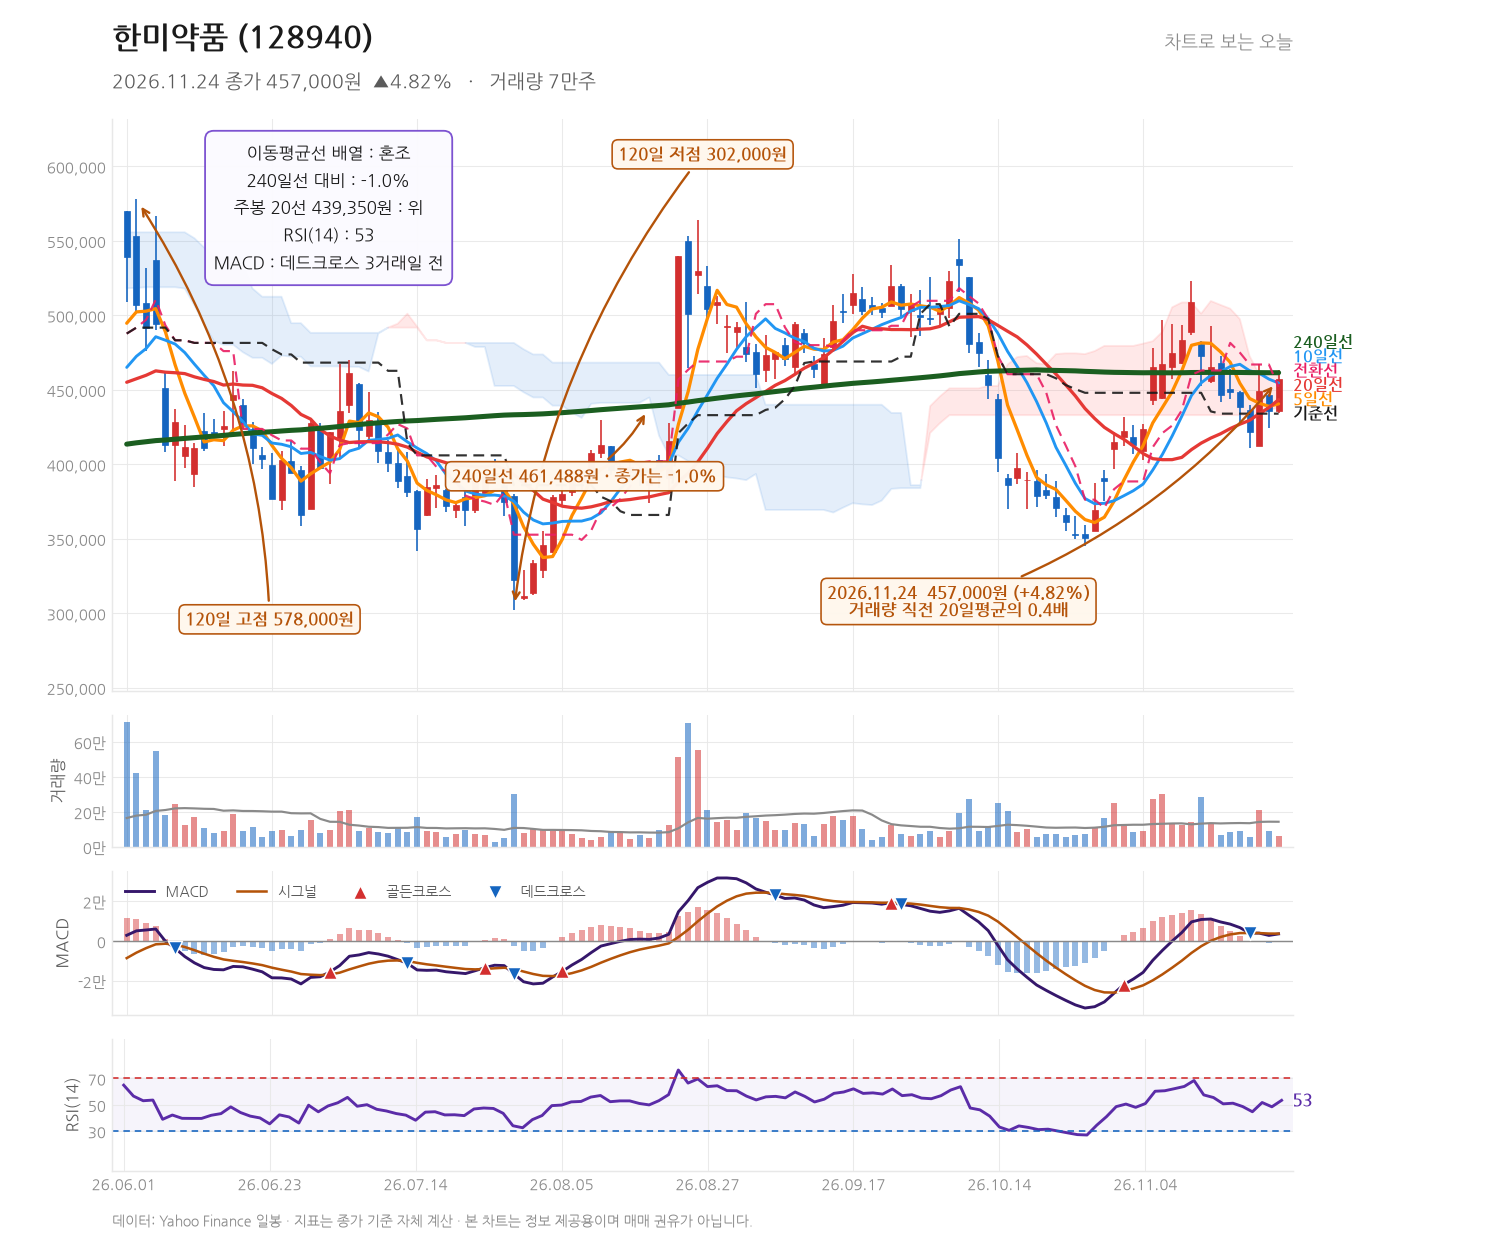 한미약품 (128940)
차트로 보는 오늘
2026.11.24 종가 457,000원 ▲4.82% · 거래량 7만주
이동평균선 배열 : 혼조
240일선 대비 : -1.0%
주봉 20선 439,350원 : 위
RSI(14) : 53
MACD : 데드크로스 3거래일 전
120일 저점 302,000원
600,000
550,000
500,000
450,000
400,000
350,000
300,000
250,000
240일선
10일선
전환선
20일선
5일선
기준선
240일선 461,488원 · 종가는 -1.0%
120일 고점 578,000원
2026.11.24 457,000원 (+4.82%)
거래량 직전 20일평균의 0.4배
거래량
60만
40만
20만
0만
MACD
MACD
시그널
골든크로스
데드크로스
2만
0
-2만
RSI(14)
70
50
30
53
26.06.01
26.06.23
26.07.14
26.08.05
26.08.27
26.09.17
26.10.14
26.11.04
데이터: Yahoo Finance 일봉 · 지표는 종가 기준 자체 계산 · 본 차트는 정보 제공용이며 매매 권유가 아닙니다.